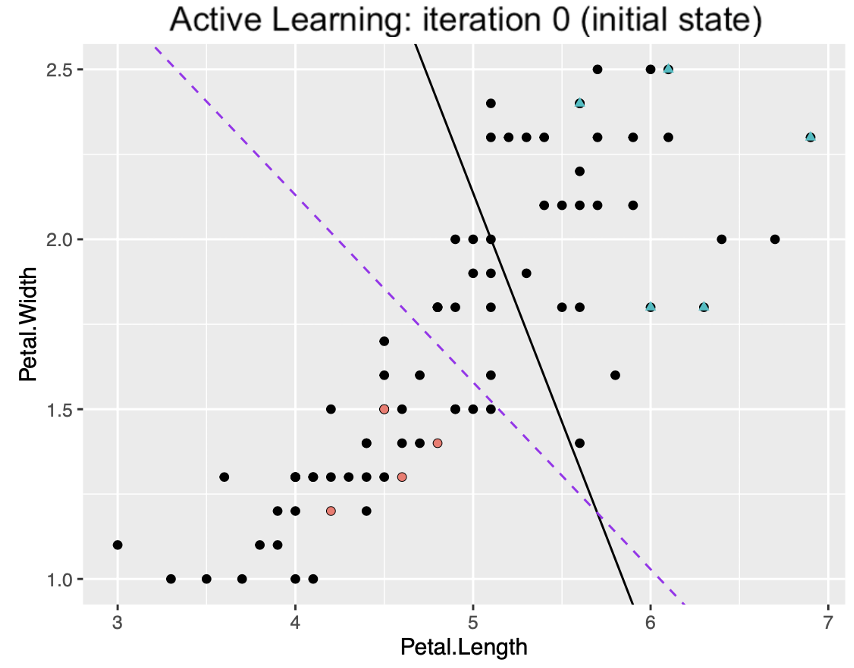 Active Learning: iteration 0 (initial state)
2.5
2.0
1.5
1.0
Petal.Width
3 4 5 6 7
Petal.Length